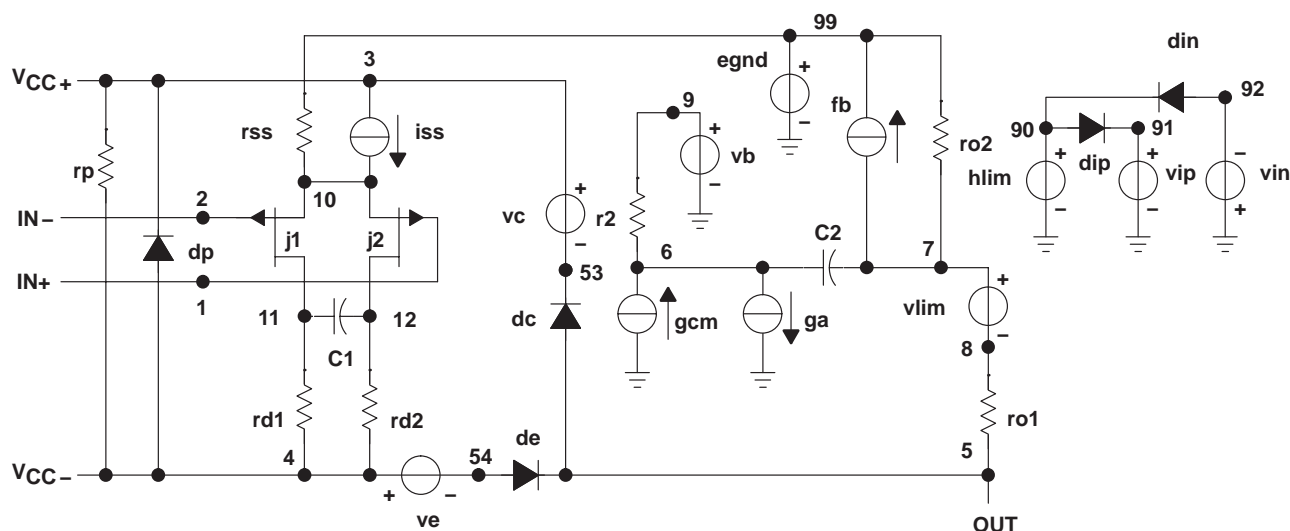 99
3
egnd
+
din
VCC+
9
fb
92
rss
iss
+
vb
−
ro2
90
91
rp
10
2
+
vc
−
r2
hlim
+
−
dip
+
vip
−
−
vin
+
IN−
j1
j2
C2
dp
6
7
IN+
1
53
+
vlim
−
11
12
dc
gcm
ga
8
C1
rd1
rd2
ro1
de
5
4
54
VCC−
+
−
ve
OUT